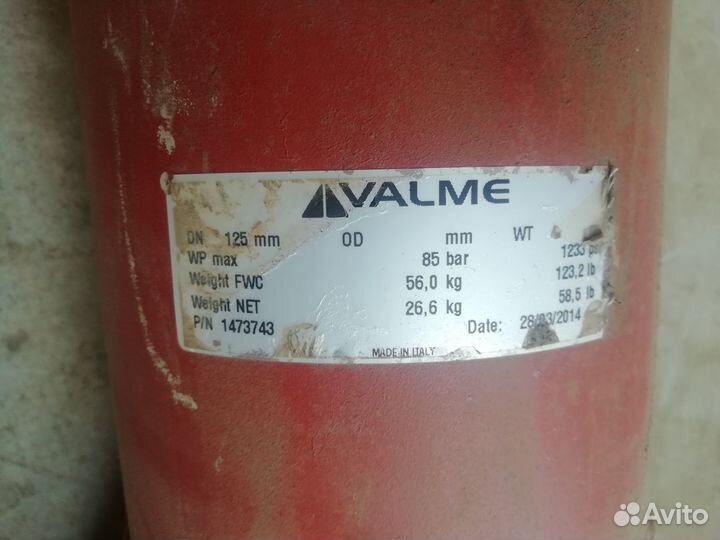 VALME
DN 125 mm OD mm WT
WP max 85 bar 1233 psi
Weight FWC 56,0 kg 123,2 lb
Weight NET 26,6 kg 58,5 lb
P/N 1473743 Date: 28/03/2014
MADE IN ITALY
Avito